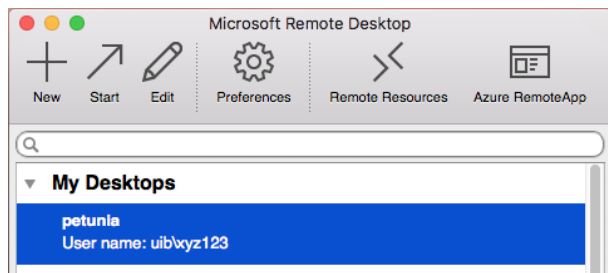 Microsoft Remote Desktop
New Start Edit Preferences Remote Resources Azure RemoteApp
My Desktops
petunia
User name: uib\xyz123